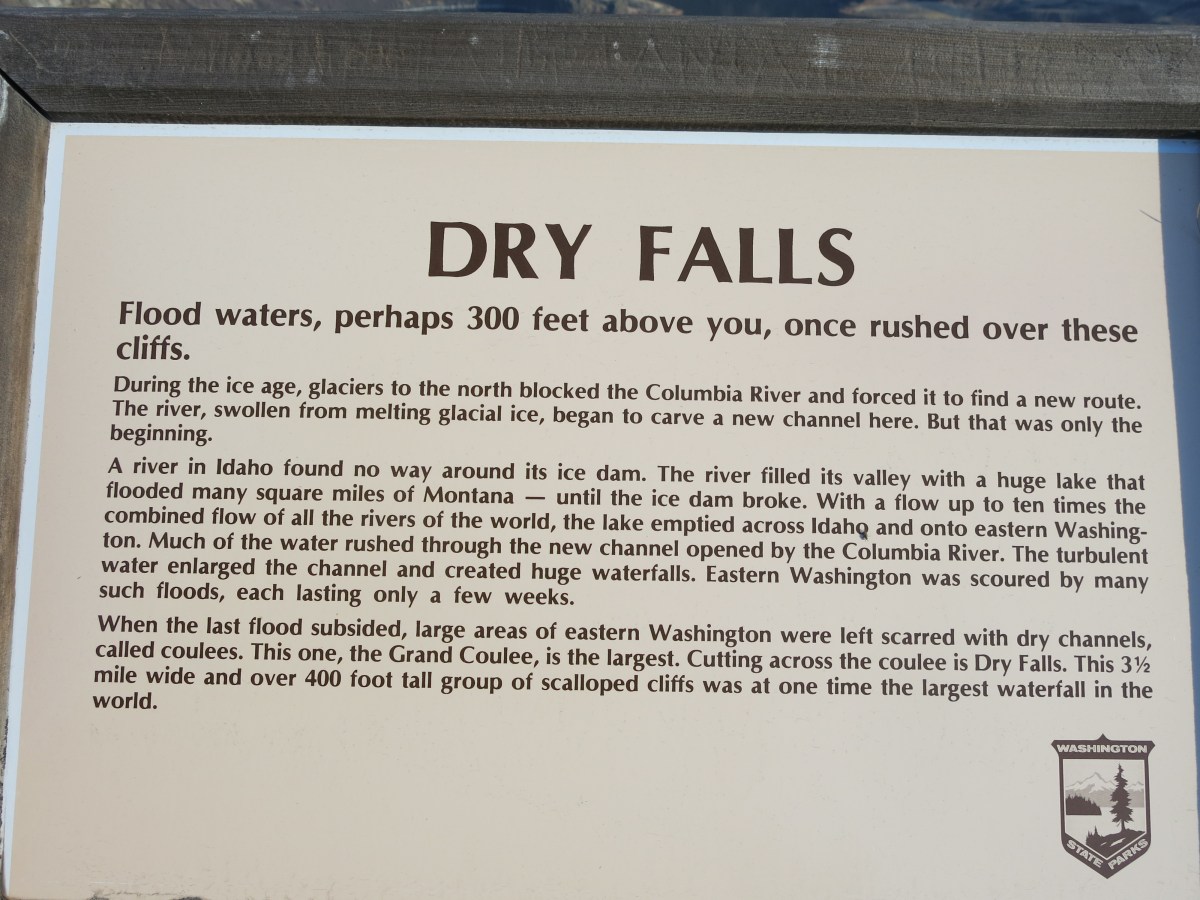 DRY FALLS
Flood waters, perhaps 300 feet above you, once rushed over these
cliffs.
During the ice age, glaciers to the north blocked the Columbia River and forced it to find a new route.
The river, swollen from melting glacial ice, began to carve a new channel here. But that was only the
beginning.
A river in Idaho found no way around its ice dam. The river filled its valley with a huge lake that
flooded many square miles of Montana — until the ice dam broke. With a flow up to ten times the
combined flow of all the rivers of the world, the lake emptied across Idaho and onto eastern Washing-
ton. Much of the water rushed through the new channel opened by the Columbia River. The turbulent
water enlarged the channel and created huge waterfalls. Eastern Washington was scoured by many
such floods, each lasting only a few weeks.
When the last flood subsided, large areas of eastern Washington were left scarred with dry channels,
called coulees. This one, the Grand Coulee, is the largest. Cutting across the coulee is Dry Falls. This 3½
mile wide and over 400 foot tall group of scalloped cliffs was at one time the largest waterfall in the
world.
WASHINGTON
STATE PARKS